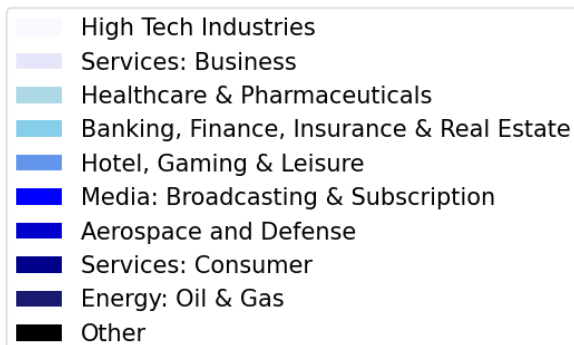 High Tech Industries
Services: Business
Healthcare & Pharmaceuticals
Banking, Finance, Insurance & Real Estate
Hotel, Gaming & Leisure
Media: Broadcasting & Subscription
Aerospace and Defense
Services: Consumer
Energy: Oil & Gas
Other